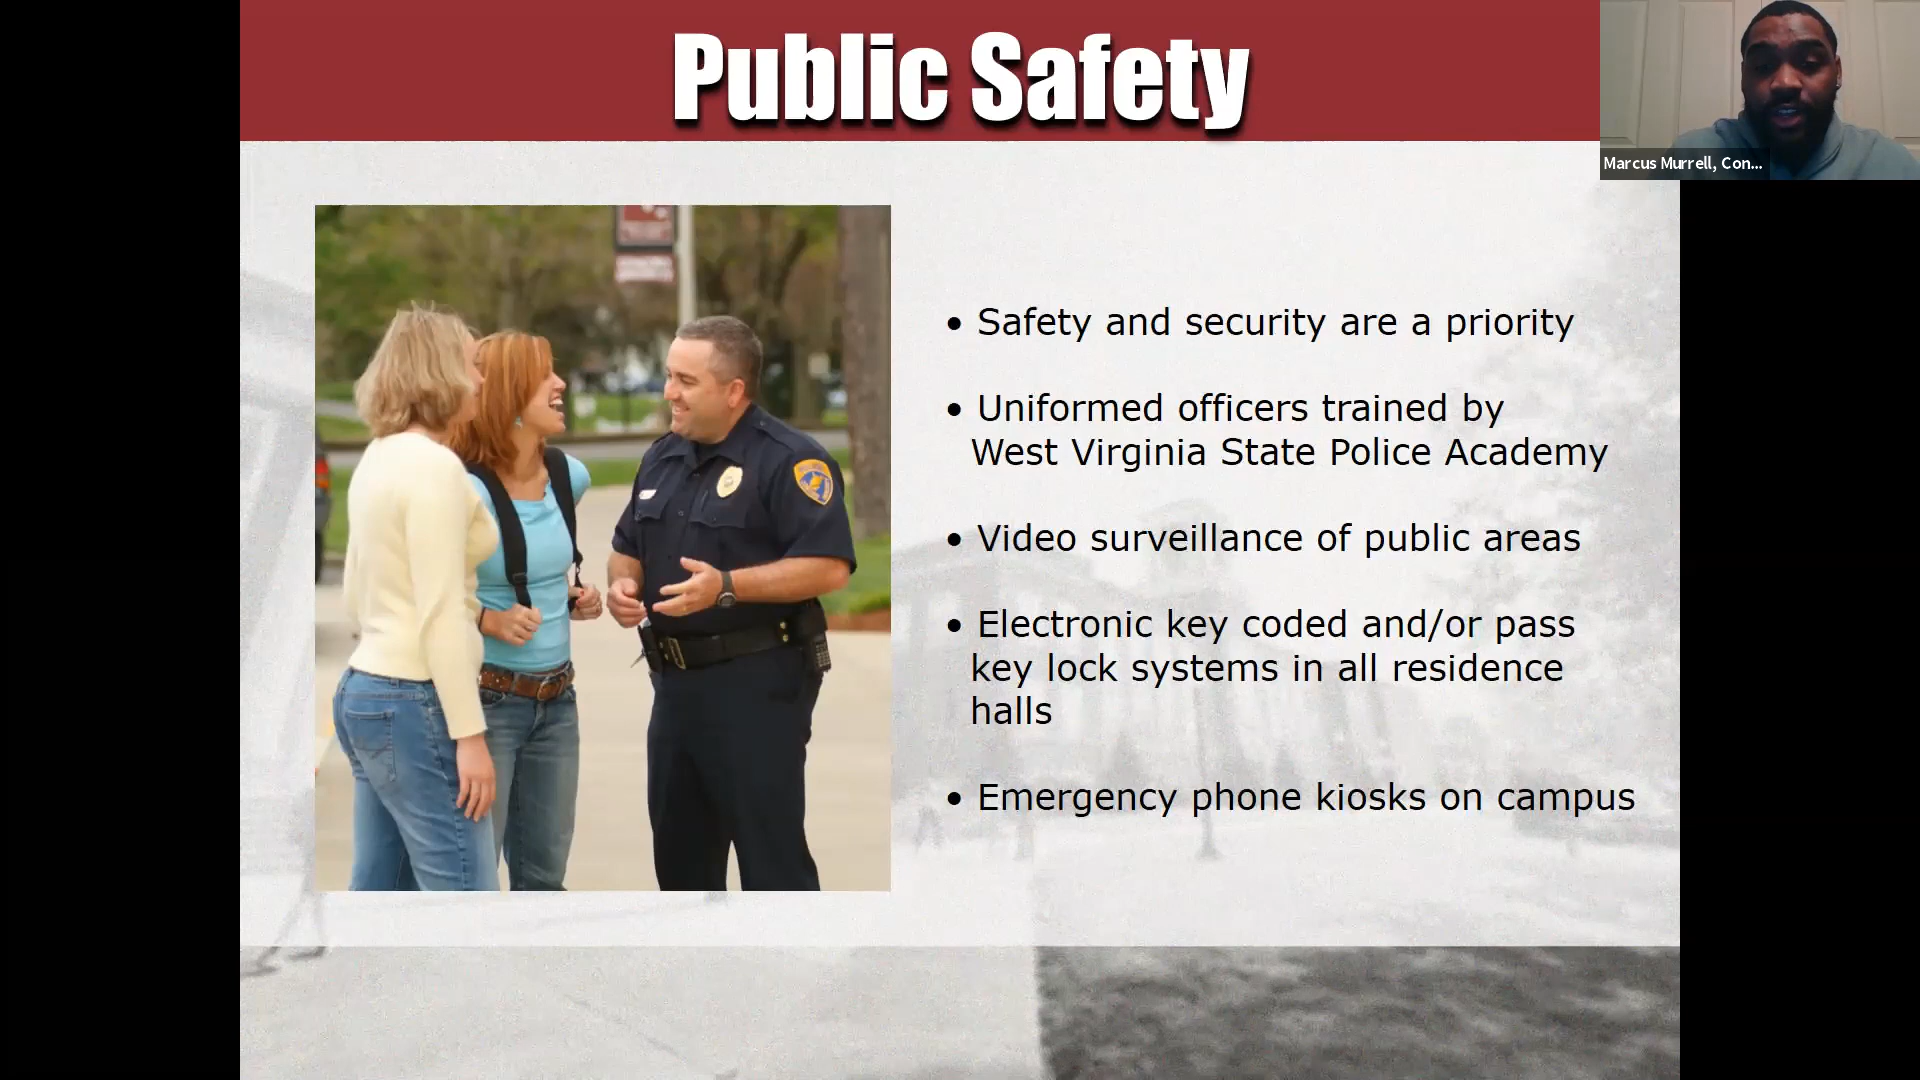 Public Safety
Marcus Murrell, Con...
• Safety and security are a priority
• Uniformed officers trained by
West Virginia State Police Academy
• Video surveillance of public areas
• Electronic key coded and/or pass
key lock systems in all residence
halls
• Emergency phone kiosks on campus